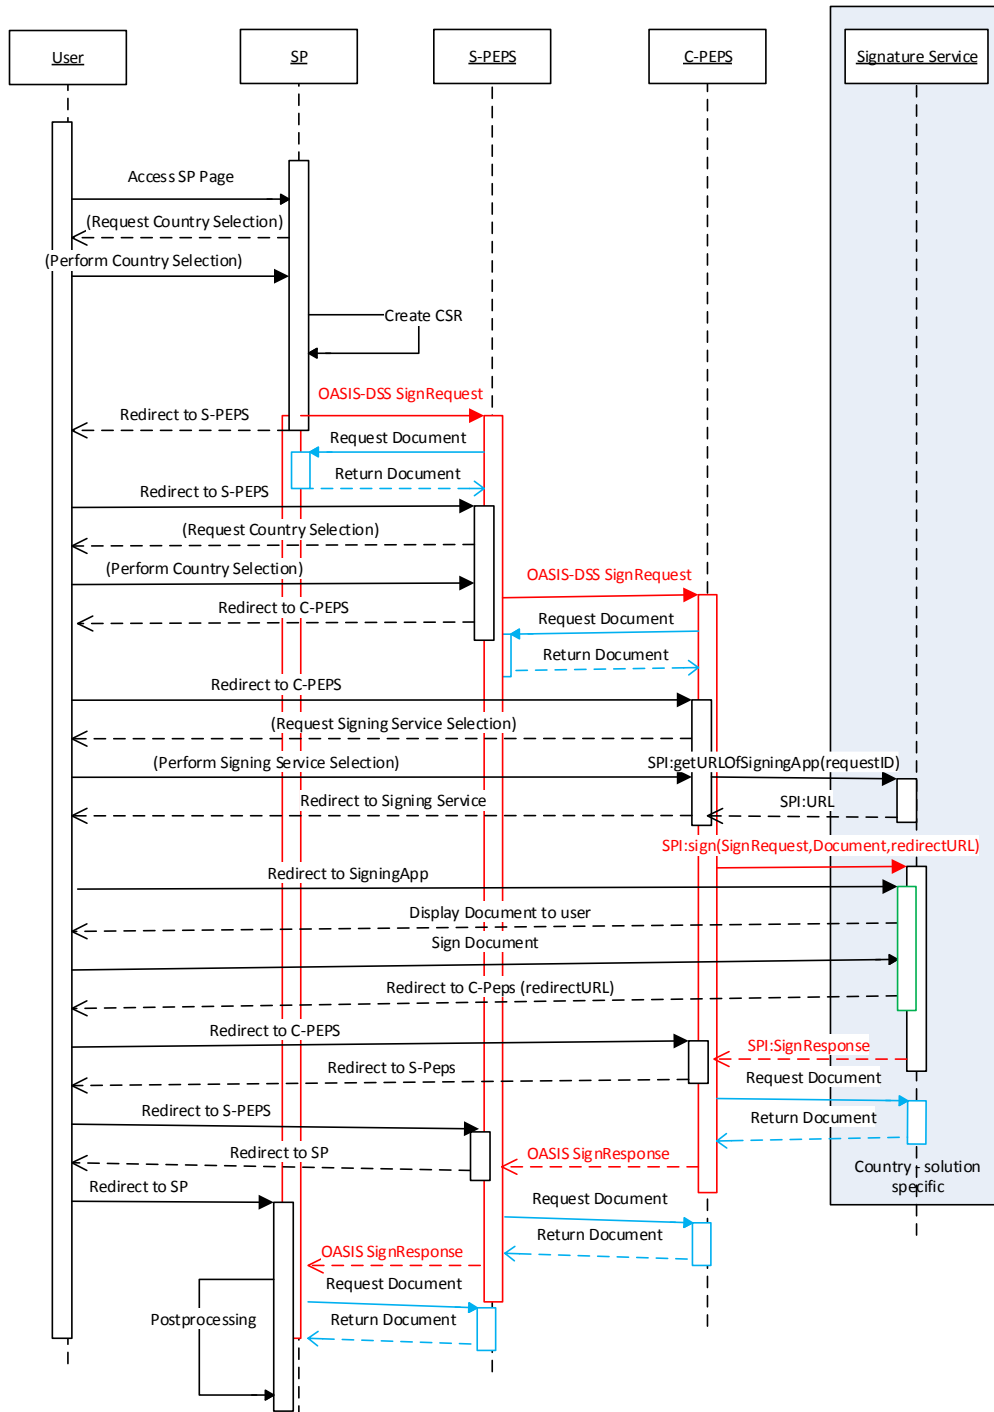 User
SP
S-PEPS
C-PEPS
Signature Service
Access SP Page
(Request Country Selection)
(Perform Country Selection)
Create CSR
OASIS-DSS SignRequest
Redirect to S-PEPS
Request Document
Return Document
Redirect to S-PEPS
(Request Country Selection)
(Perform Country Selection)
OASIS-DSS SignRequest
Redirect to C-PEPS
Request Document
Return Document
Redirect to C-PEPS
(Request Signing Service Selection)
(Perform Signing Service Selection)
SPI:getURLOfSigningApp(requestID)
Redirect to Signing Service
SPI:URL
SPI:sign(SignRequest,Document,redirectURL)
Redirect to SigningApp
Display Document to user
Sign Document
Redirect to C-Peps (redirectURL)
Redirect to C-PEPS
SPI:SignResponse
Redirect to S-Peps
Request Document
Redirect to S-PEPS
Return Document
Redirect to SP
OASIS SignResponse
Country - solution
specific
Redirect to SP
Request Document
Return Document
OASIS SignResponse
Request Document
Postprocessing
Return Document